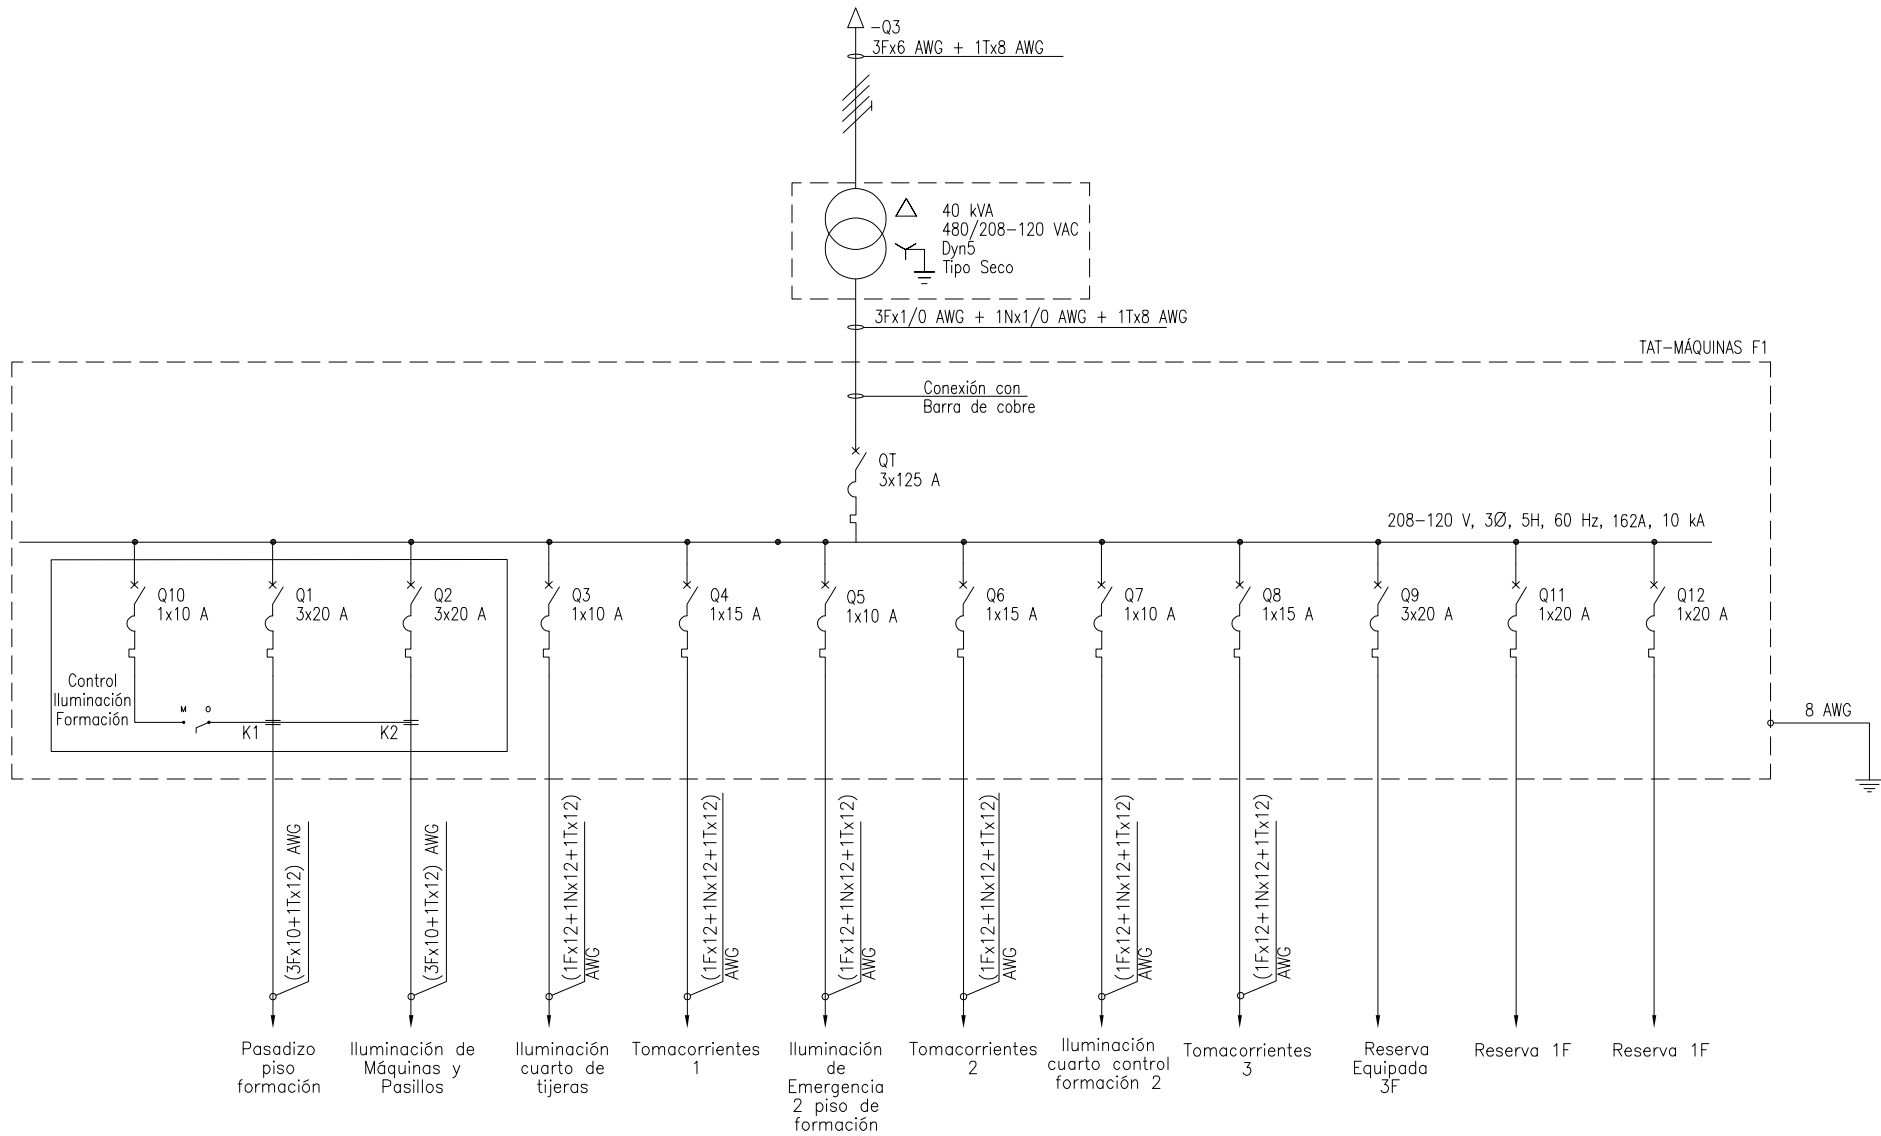 -Q3
3Fx6 AWG + 1Tx8 AWG
40 kVA
480/208-120 VAC
Dyn5
Tipo Seco
3Fx1/0 AWG + 1Nx1/0 AWG + 1Tx8 AWG
TAT-MÁQUINAS F1
Conexión con
Barra de cobre
QT
3x125 A
208-120 V, 3Ø, 5H, 60 Hz, 162A, 10 kA
Q10
1x10 A
Q1
3x20 A
Q2
3x20 A
Q3
1x10 A
Q4
1x15 A
Q5
1x10 A
Q6
1x15 A
Q7
1x10 A
Q8
1x15 A
Q9
3x20 A
Q11
1x20 A
Q12
1x20 A
Control
Iluminación
Formación
M O
K1
K2
8 AWG
(3Fx10+1Tx12) AWG
(3Fx10+1Tx12) AWG
(1Fx12+1Nx12+1Tx12)
AWG
(1Fx12+1Nx12+1Tx12)
AWG
(1Fx12+1Nx12+1Tx12)
AWG
(1Fx12+1Nx12+1Tx12)
AWG
(1Fx12+1Nx12+1Tx12)
AWG
(1Fx12+1Nx12+1Tx12)
AWG
Pasadizo
piso
formación
Iluminación de
Máquinas y
Pasillos
Iluminación
cuarto de
tijeras
Tomacorrientes
1
Iluminación
de
Emergencia
2 piso de
formación
Tomacorrientes
2
Iluminación
cuarto control
formación 2
Tomacorrientes
3
Reserva
Equipada
3F
Reserva 1F
Reserva 1F